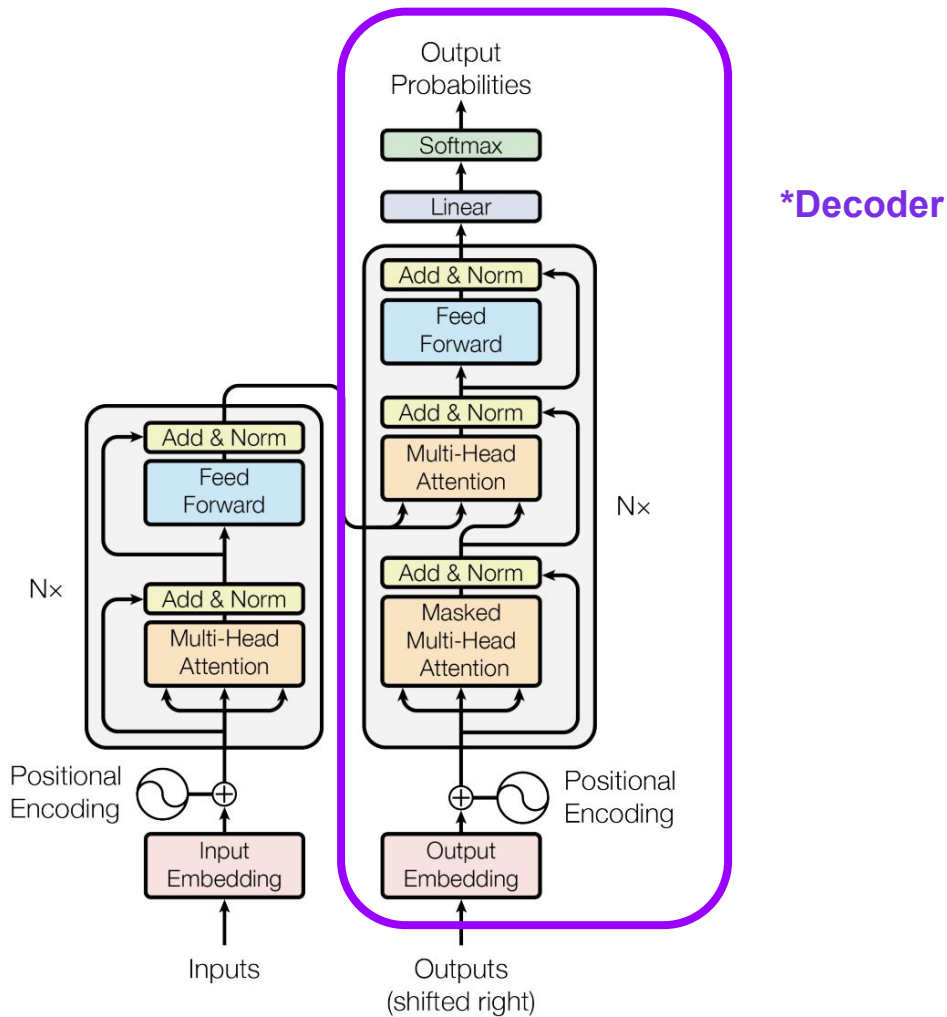 Output
Probabilities
Softmax
Linear
*Decoder
Add & Norm
Feed
Forward
Add & Norm
Multi-Head
Attention
N×
Add & Norm
Masked
Multi-Head
Attention
Positional
Encoding
Output
Embedding
Outputs
(shifted right)
Add & Norm
Feed
Forward
N×
Add & Norm
Multi-Head
Attention
Positional
Encoding
Input
Embedding
Inputs